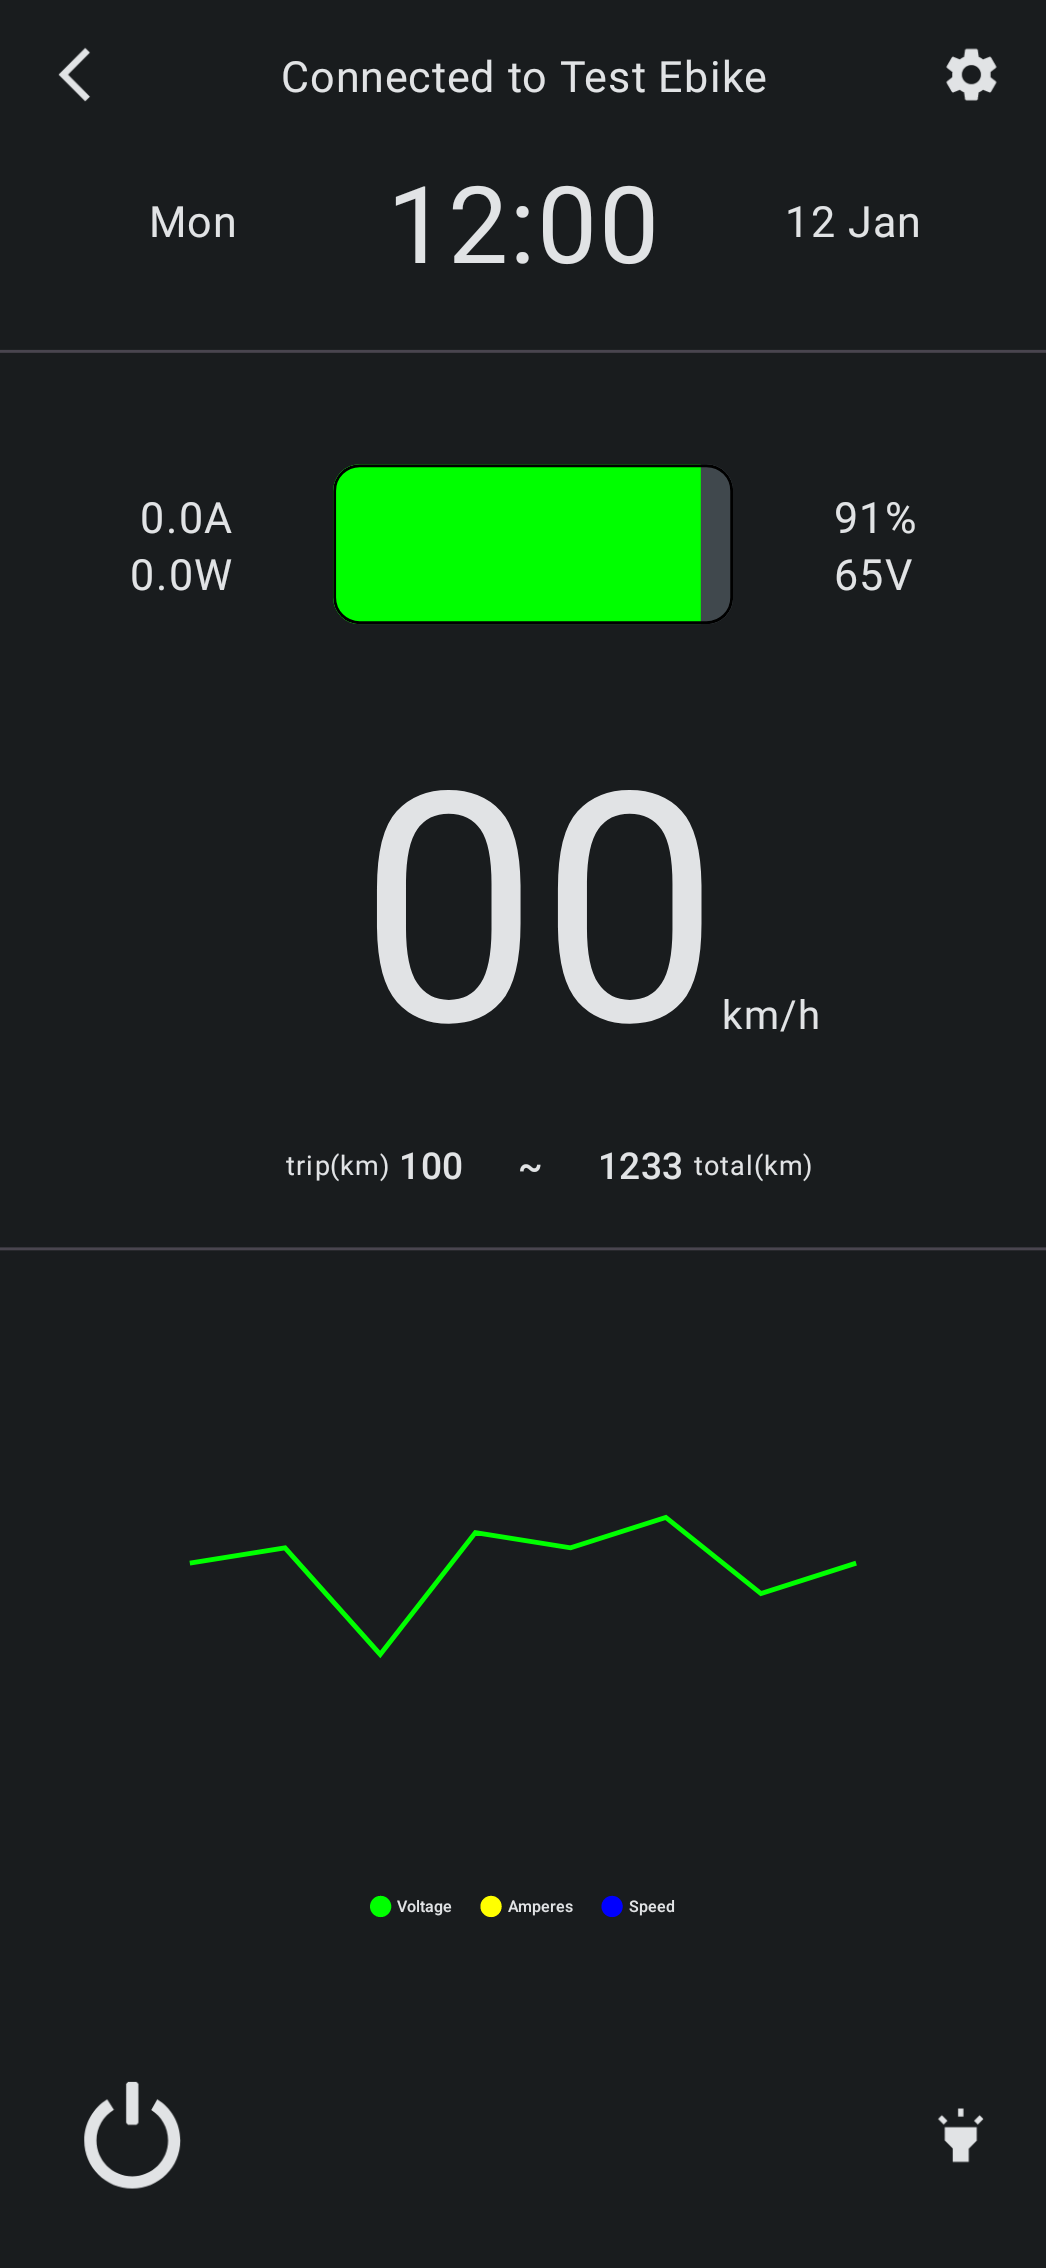 Connected to Test Ebike
Mon 12:00 12 Jan
0.0A 91%
0.0W 65V
00 km/h
trip(km) 100 ~ 1233 total(km)
Voltage Amperes Speed